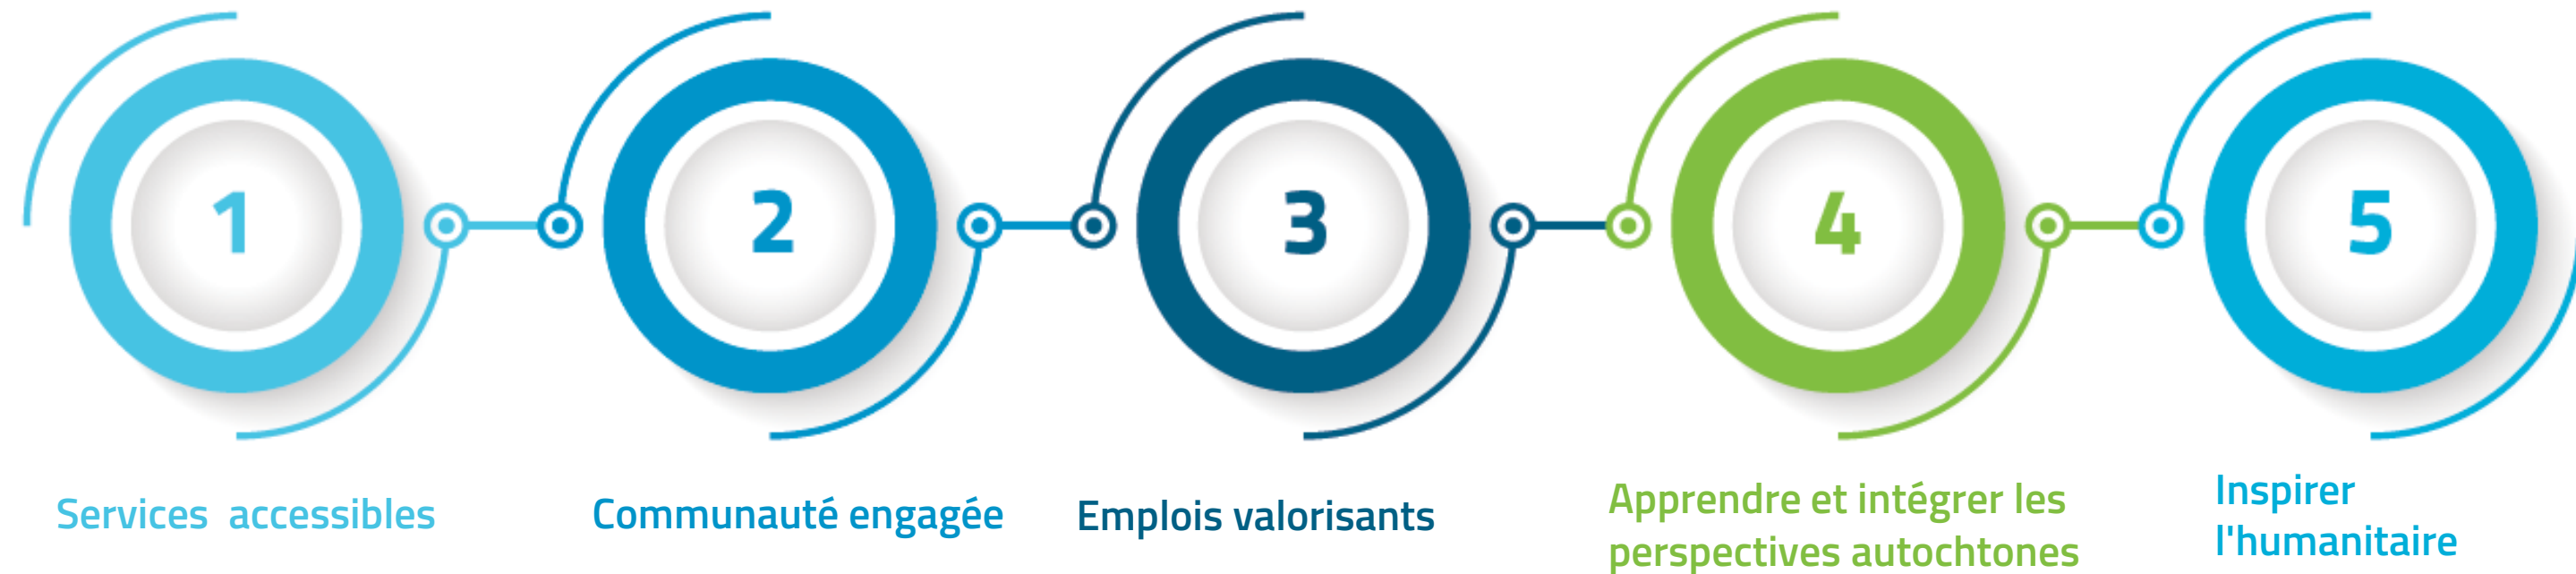 1
2
3
4
5
Services accessibles
Communauté engagée
Emplois valorisants
Apprendre et intégrer les
perspectives autochtones
Inspirer
l'humanitaire